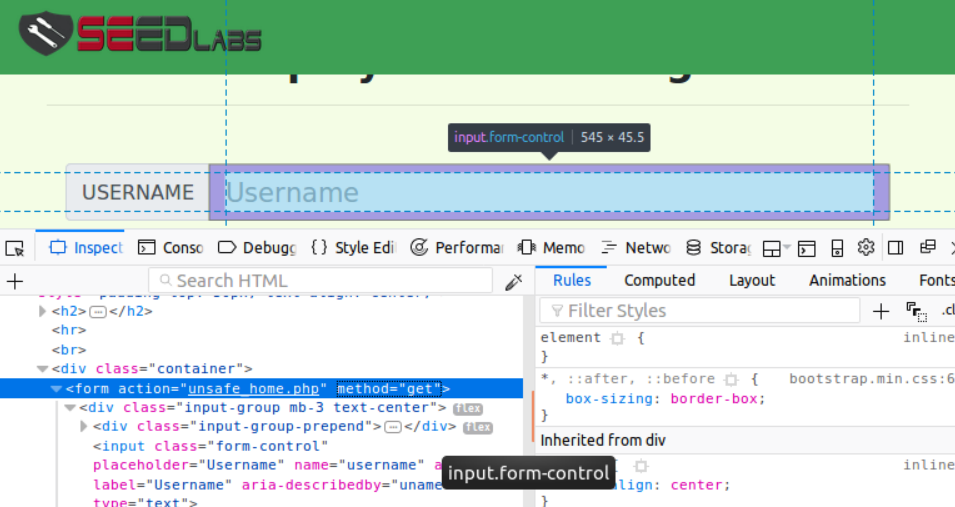 SEEDLABS
input.form-control 545 × 45.5
USERNAME Username
Inspect Conso Debugg {} Style Edi Performa Memo Netwo Storag
+ Search HTML
Rules Computed Layout Animations Fonts
Filter Styles + .cl
<h2></h2>
<hr>
<br>
<div class="container">
<form action="unsafe_home.php" method="get">
<div class="input-group mb-3 text-center"> flex
<div class="input-group-prepend"></div> flex
<input class="form-control"
placeholder="Username" name="username" a
label="Username" aria-describedby="uname
type="text">
input.form-control
element { inline
}
*, ::after, ::before { bootstrap.min.css:6
box-sizing: border-box;
}
Inherited from div
inline
align: center;
}